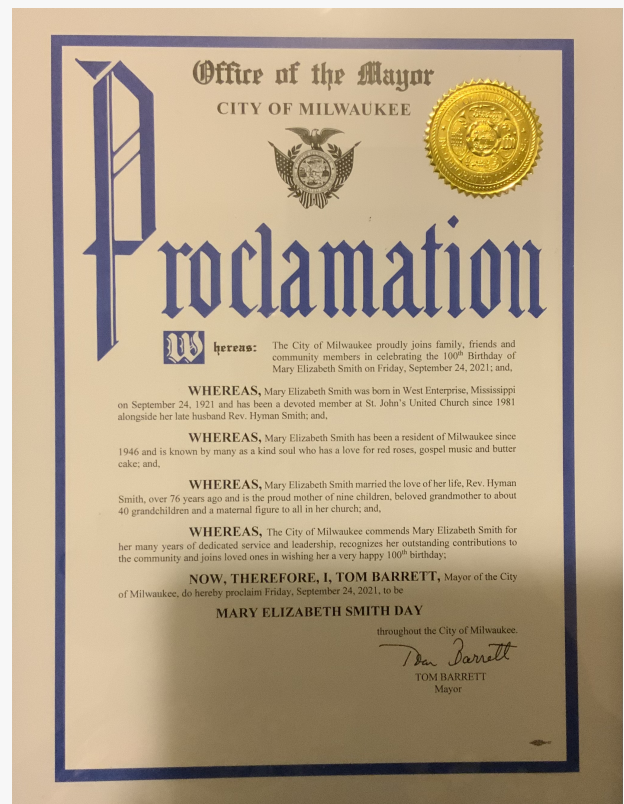 Office of the Mayor
CITY OF MILWAUKEE
Proclamation
Whereas: The City of Milwaukee proudly joins family, friends and
community members in celebrating the 100th Birthday of
Mary Elizabeth Smith on Friday, September 24, 2021; and,
WHEREAS, Mary Elizabeth Smith was born in West Enterprise, Mississippi
on September 24, 1921 and has been a devoted member at St. John's United Church since 1981
alongside her late husband Rev. Hyman Smith; and,
WHEREAS, Mary Elizabeth Smith has been a resident of Milwaukee since
1946 and is known by many as a kind soul who has a love for red roses, gospel music and butter
cake; and,
WHEREAS, Mary Elizabeth Smith married the love of her life, Rev. Hyman
Smith, over 76 years ago and is the proud mother of nine children, beloved grandmother to about
40 grandchildren and a maternal figure to all in her church; and,
WHEREAS, The City of Milwaukee commends Mary Elizabeth Smith for
her many years of dedicated service and leadership, recognizes her outstanding contributions to
the community and joins loved ones in wishing her a very happy 100th birthday;
NOW, THEREFORE, I, TOM BARRETT, Mayor of the City
of Milwaukee, do hereby proclaim Friday, September 24, 2021, to be
MARY ELIZABETH SMITH DAY
throughout the City of Milwaukee.
Tom Barrett
TOM BARRETT
Mayor